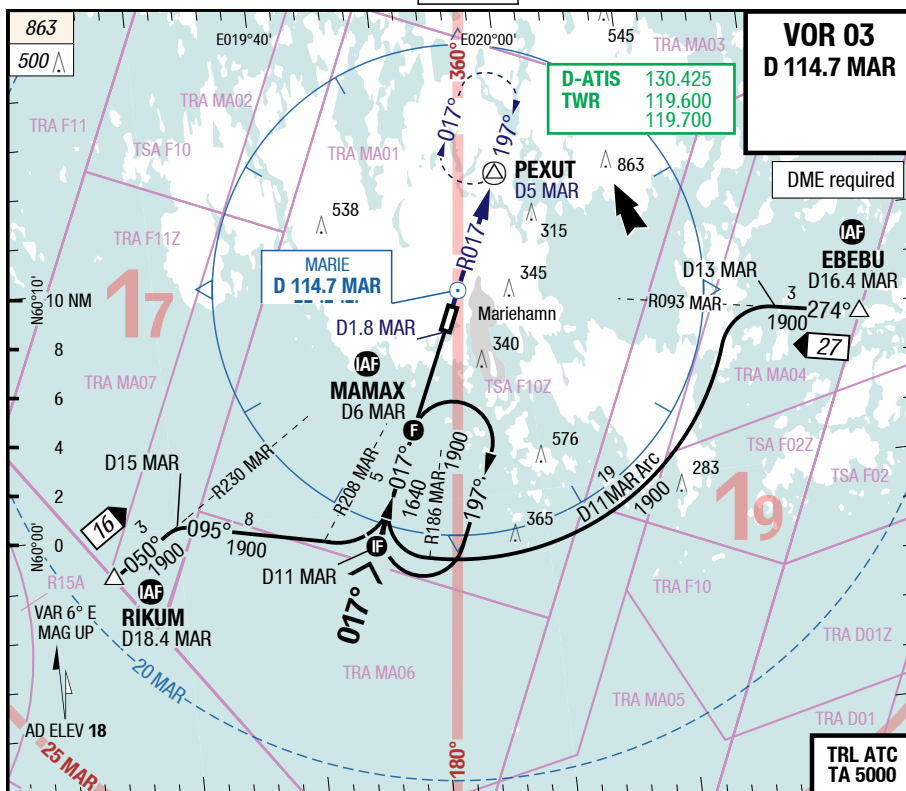 863
500
E019°40'
E020°00'
545
TRA MA03
VOR 03
D 114.7 MAR
D-ATIS 130.425
TWR 119.600
119.700
360°
TRA MA02
TRA F11
TSA F10
TRA MA01
017°
197°
PEXUT
D5 MAR
863
DME required
538
315
TRA F11Z
R017
IAF
EBEBU
D16.4 MAR
MARIE
D 114.7 MAR
D13 MAR
R093 MAR
3
1900
274°
27
345
Mariehamn
N60°10'
10 NM
17
8
6
4
2
0
D1.8 MAR
340
IAF
MAMAX
D6 MAR
TSA F10Z
TRA MA07
TRA MA04
F
TSA F02Z
TSA F02
D15 MAR
R230 MAR
R208 MAR
5
017°
1640
R186 MAR
1900
197°
576
283
19
19
D11 MAR Arc
1900
365
N60°00'
16
3
050°
1900
095°
8
1900
IF
D11 MAR
017°
R15A
IAF
RIKUM
D18.4 MAR
TRA F10
VAR 6° E
MAG UP
TRA D01Z
TRA MA06
TRA MA05
20 MAR
AD ELEV 18
TRA D01
25 MAR
180°
TRL ATC
TA 5000